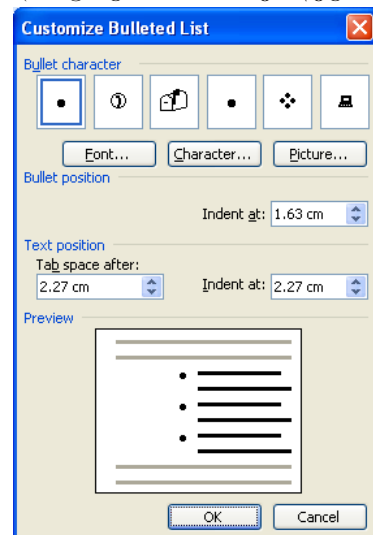 Customize Bulleted List
Bullet character
Font... Character... Picture...
Bullet position
Indent at: 1.63 cm
Text position
Tab space after:
2.27 cm Indent at: 2.27 cm
Preview
OK Cancel